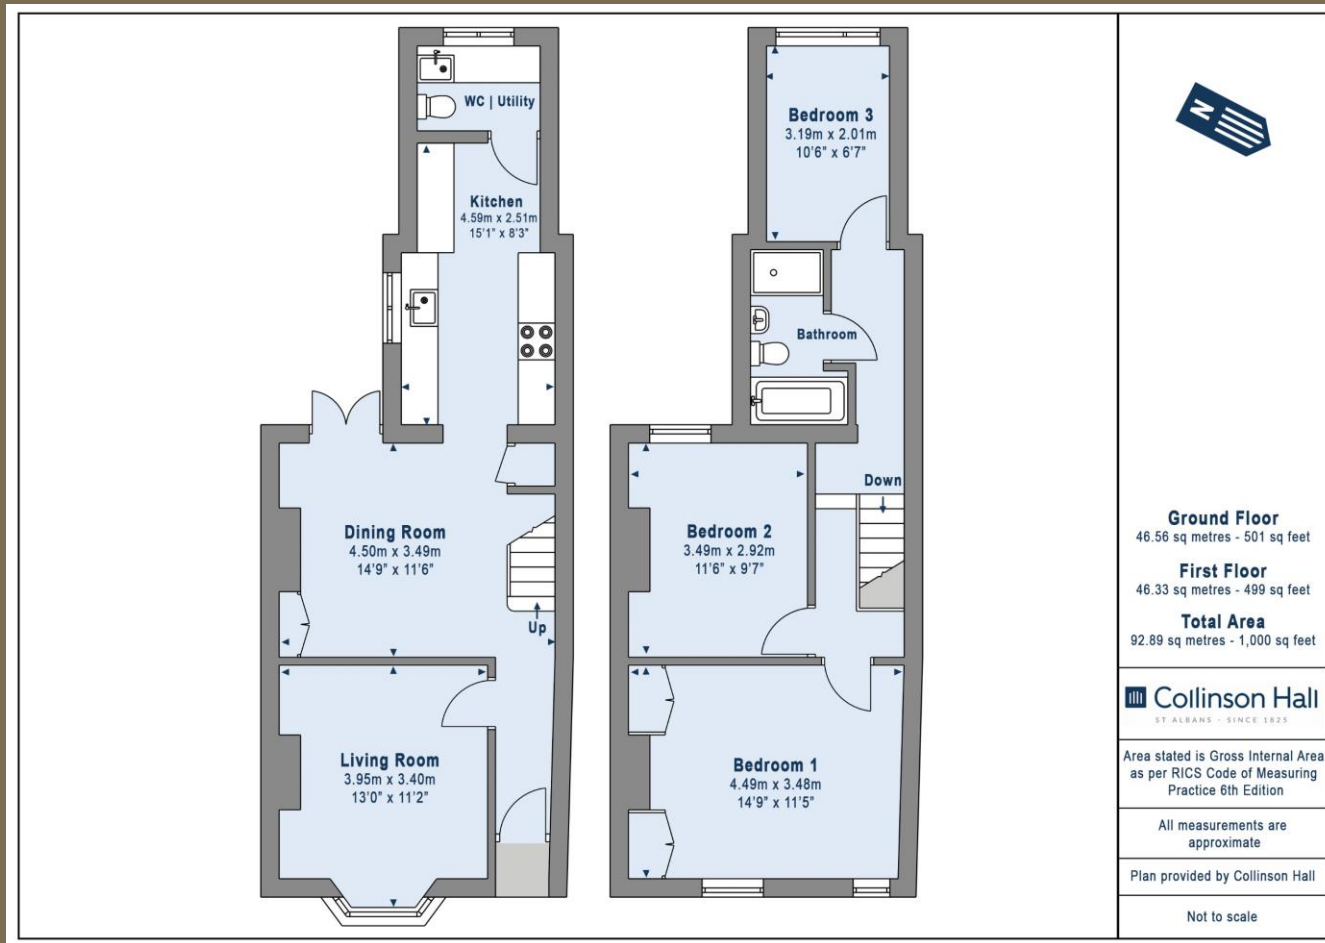 WC | Utility
Kitchen
4.59m x 2.51m
15'1" x 8'3"
Dining Room
4.50m x 3.49m
14'9" x 11'6"
Up
Living Room
3.95m x 3.40m
13'0" x 11'2"
Bedroom 3
3.19m x 2.01m
10'6" x 6'7"
Bathroom
Down
Bedroom 2
3.49m x 2.92m
11'6" x 9'7"
Bedroom 1
4.49m x 3.48m
14'9" x 11'5"
N
Ground Floor
46.56 sq metres - 501 sq feet
First Floor
46.33 sq metres - 499 sq feet
Total Area
92.89 sq metres - 1,000 sq feet
Collinson Hall
ST ALBANS - SINCE 1825
Area stated is Gross Internal Area
as per RICS Code of Measuring
Practice 6th Edition
All measurements are
approximate
Plan provided by Collinson Hall
Not to scale